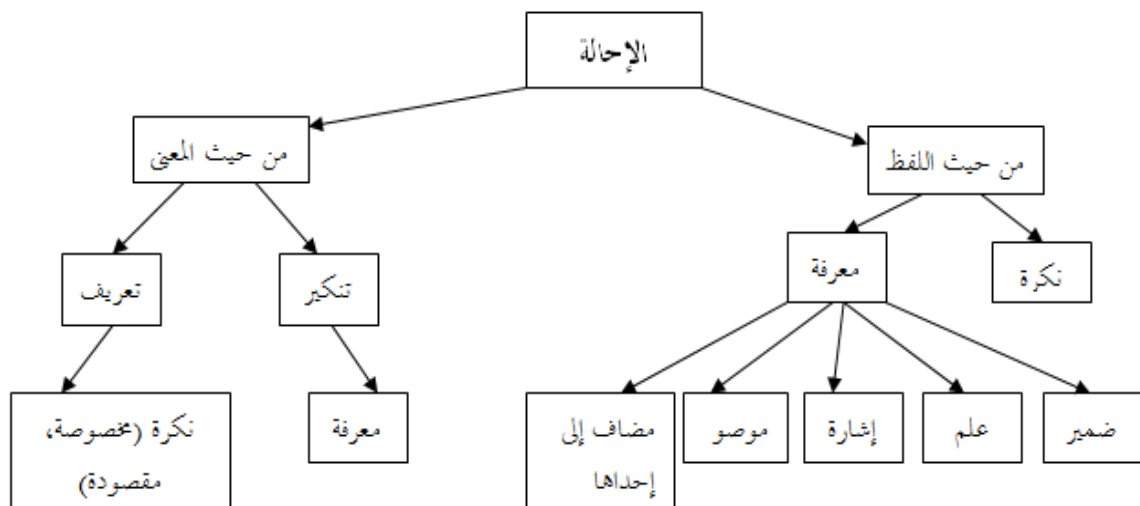 الإحالة
من حيث اللفظ
من حيث المعنى
معرفة
نكرة
تنكير
تعريف
ضمير
علم
إشارة
موصو
مضاف إلى
إحداها
معرفة
نكرة (مخصوصة،
مقصودة)